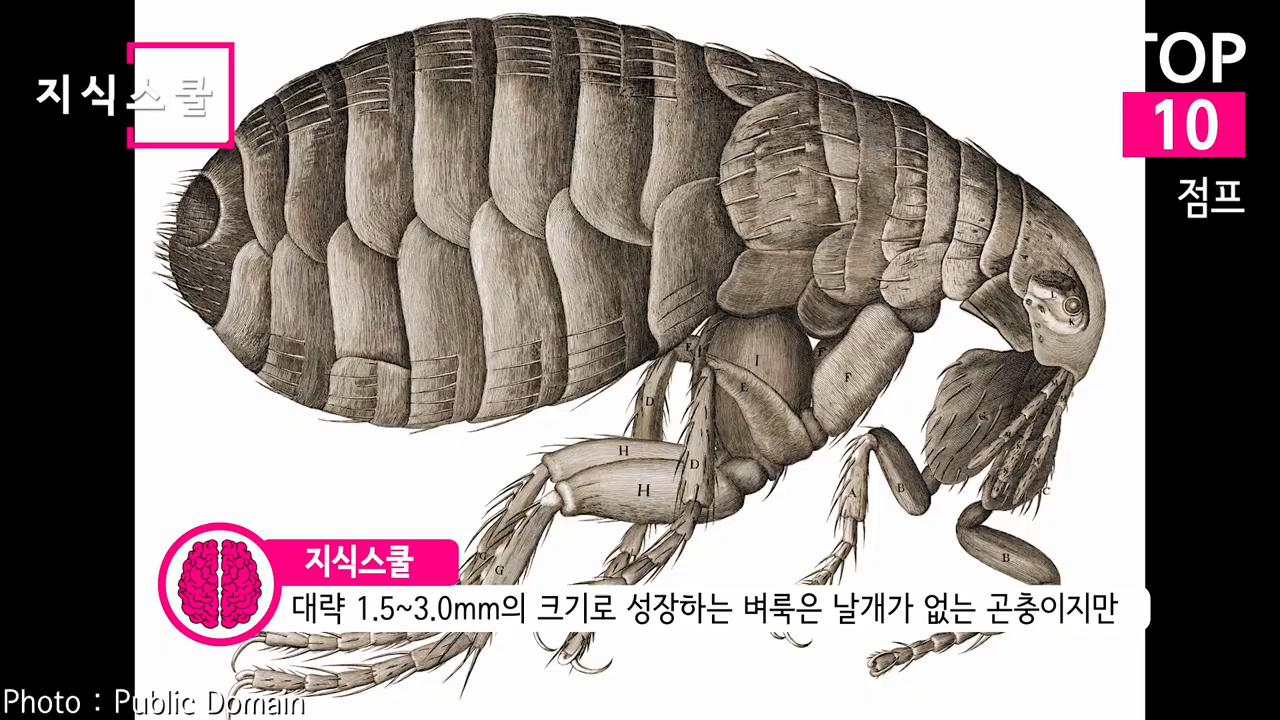 지식스쿨
TOP
10
점프
I
K
E
I
F
F
E
D
H
D
H
A
B
B
C
G
지식스쿨
대략 1.5~3.0mm의 크기로 성장하는 벼룩은 날개가 없는 곤충이지만
Photo : Public Domain